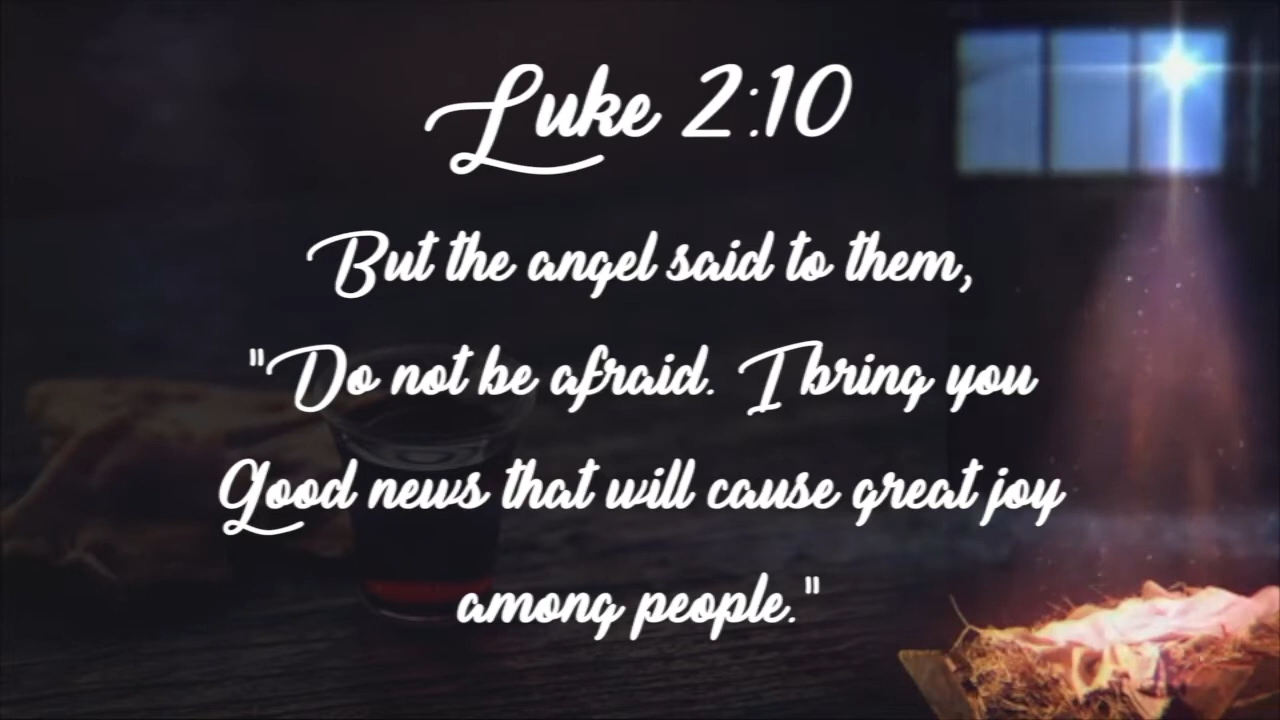 Luke 2:10
But the angel said to them,
"Do not be afraid. I bring you
Good news that will cause great joy
among people."